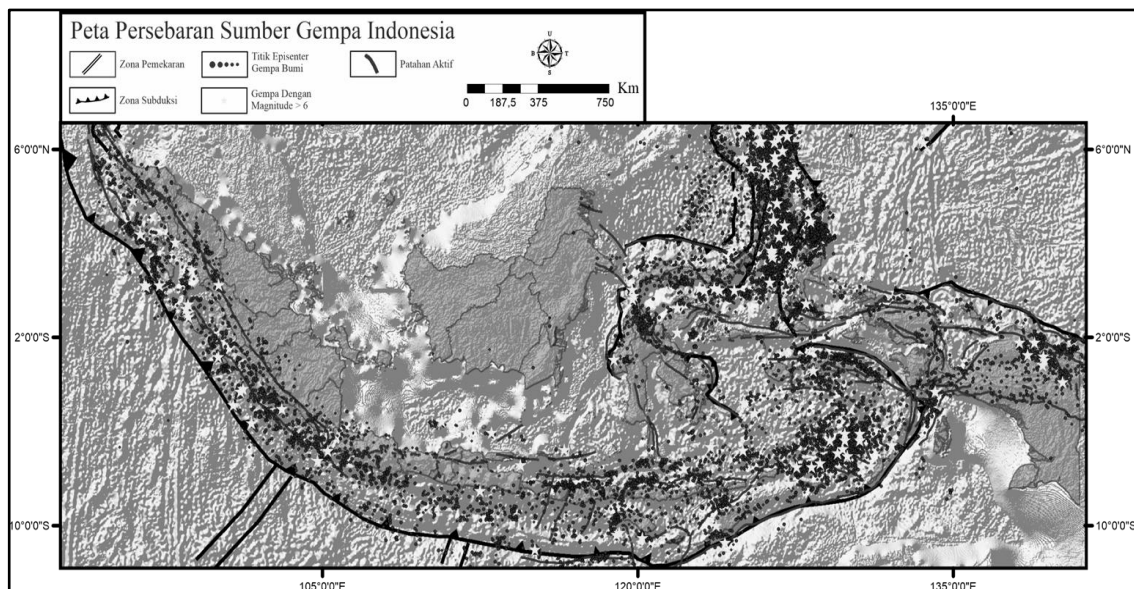 Peta Persebaran Sumber Gempa Indonesia
Zona Pemekaran
Titik Episenter
Gempa Bumi
Patahan Aktif
Zona Subduksi
Gempa Dengan
Magnitude > 6
U
B T
S
0 187,5 375 750 Km
135°0'0"E
6°0'0"N 6°0'0"N
2°0'0"S 2°0'0"S
10°0'0"S 10°0'0"S
105°0'0"E 120°0'0"E 135°0'0"E